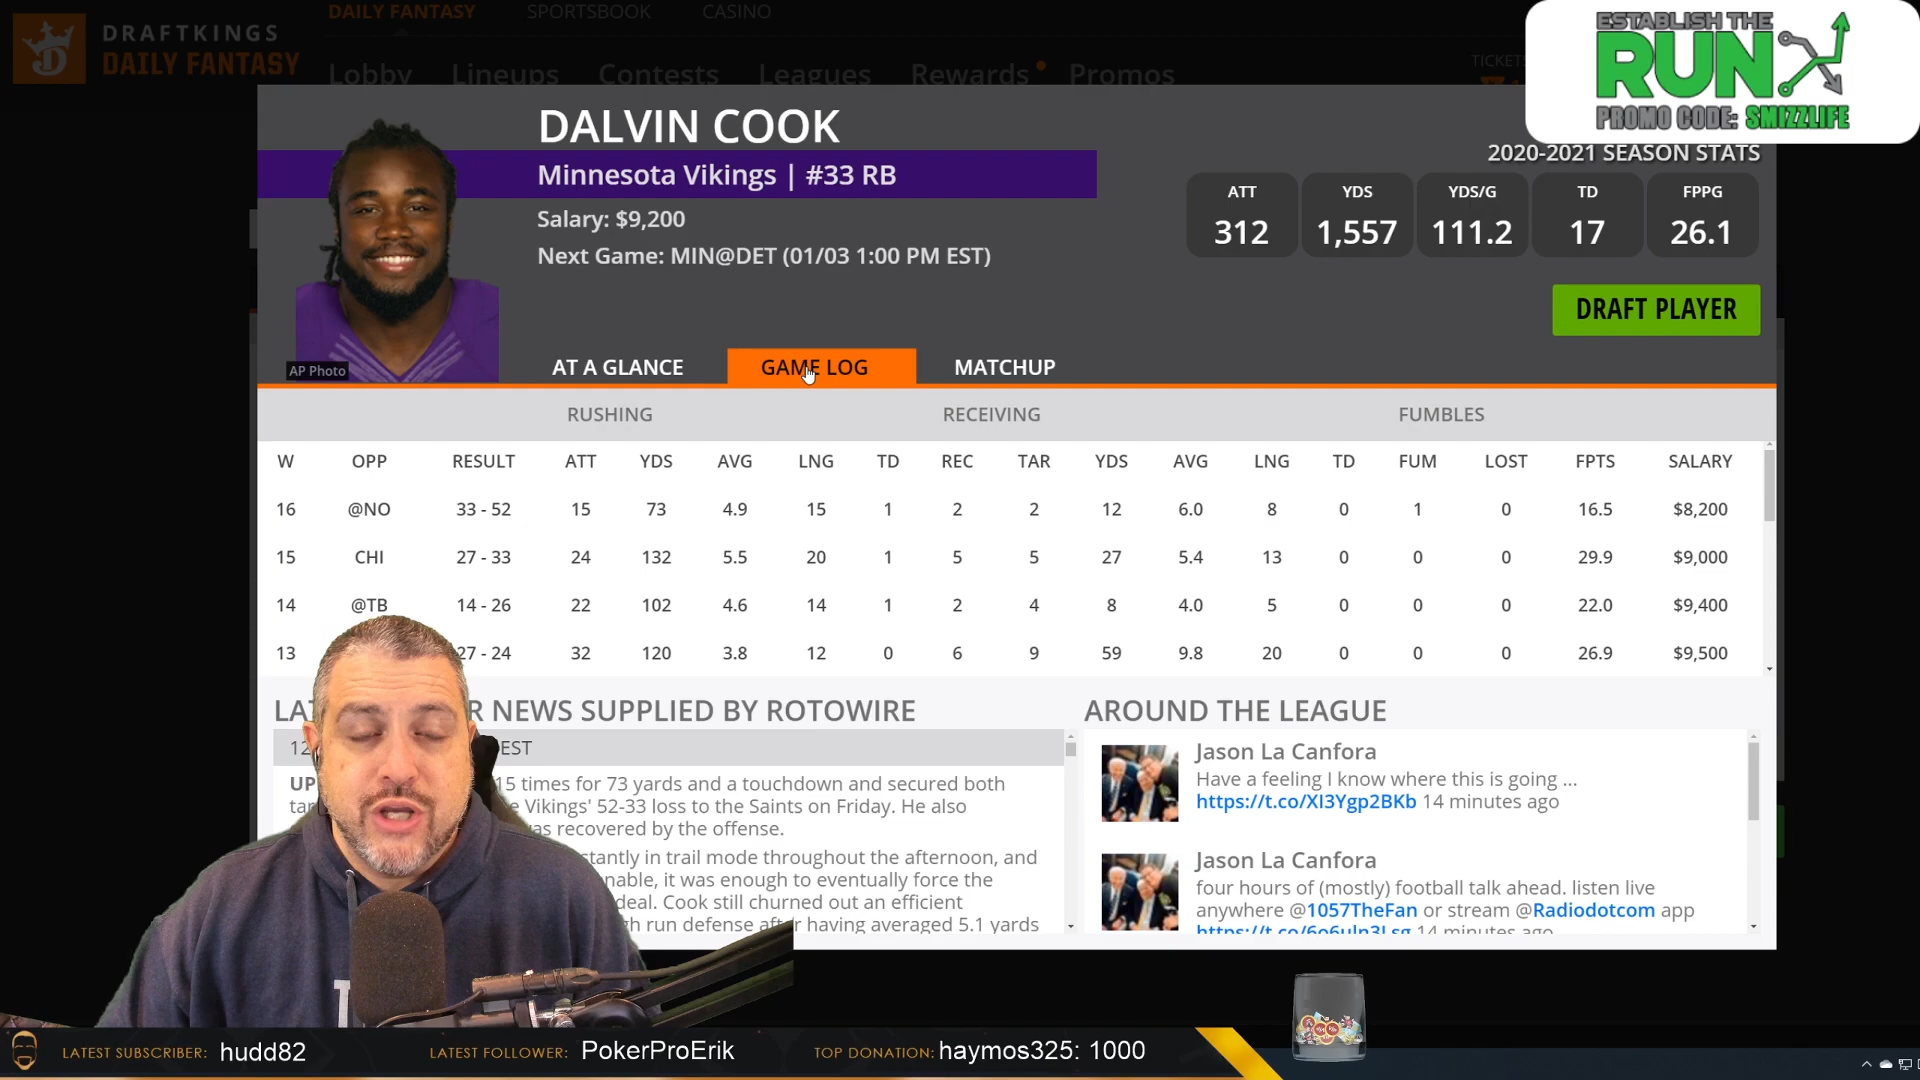 DRAFTKINGS
DAILY FANTASY
DAILY FANTASY SPORTSBOOK CASINO
Lobby Lineups Contests Leagues Rewards Promos
TICKETS
ESTABLISH THE
RUN
PROMO CODE: SMIZZLIFE
DALVIN COOK
Minnesota Vikings | #33 RB
Salary: $9,200
Next Game: MIN@DET (01/03 1:00 PM EST)
AP Photo
2020-2021 SEASON STATS
ATT YDS YDS/G TD FPPG
312 1,557 111.2 17 26.1
DRAFT PLAYER
AT A GLANCE GAME LOG MATCHUP
RUSHING RECEIVING FUMBLES
W OPP RESULT ATT YDS AVG LNG TD REC TAR YDS AVG LNG TD FUM LOST FPTS SALARY
16 @NO 33 - 52 15 73 4.9 15 1 2 2 12 6.0 8 0 1 0 16.5 $8,200
15 CHI 27 - 33 24 132 5.5 20 1 5 5 27 5.4 13 0 0 0 29.9 $9,000
14 @TB 14 - 26 22 102 4.6 14 1 2 4 8 4.0 5 0 0 0 22.0 $9,400
13 27 - 24 32 120 3.8 12 0 6 9 59 9.8 20 0 0 0 26.9 $9,500
NEWS SUPPLIED BY ROTOWIRE
EST
15 times for 73 yards and a touchdown and secured both
Vikings' 52-33 loss to the Saints on Friday. He also
was recovered by the offense.
trail mode throughout the afternoon, and
it was enough to eventually force the
deal. Cook still churned out an efficient
run defense after having averaged 5.1 yards
AROUND THE LEAGUE
Jason La Canfora
Have a feeling I know where this is going ...
https://t.co/XI3Ygp2BKb 14 minutes ago
Jason La Canfora
four hours of (mostly) football talk ahead. listen live
anywhere @1057TheFan or stream @Radiodotcom app
14 minutes ago
LATEST SUBSCRIBER: hudd82
LATEST FOLLOWER: PokerProErik
TOP DONATION: haymos325: 1000